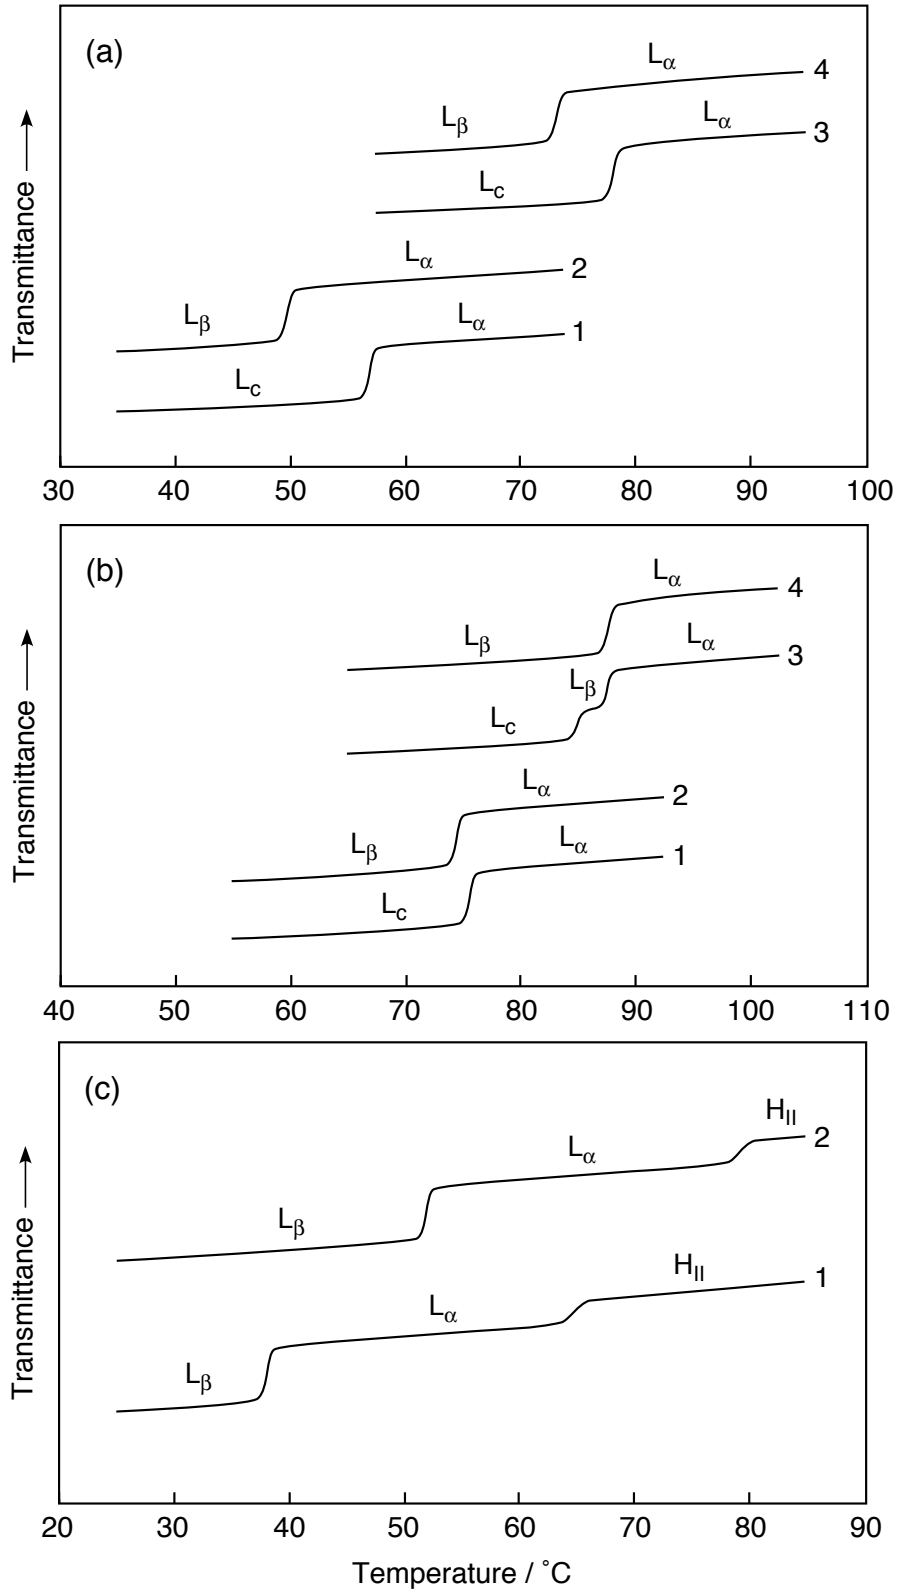 (a)
Lα
4
Lβ
Lα
3
Lc
Lα
2
Lβ
Lα
1
Lc
Transmittance
30 40 50 60 70 80 90 100
(b)
Lα
4
Lβ
Lα
3
Lβ
Lc
Lα
2
Lα
1
Lβ
Lc
Transmittance
40 50 60 70 80 90 100 110
(c)
HII
2
Lα
Lβ
HII
1
Lα
Lβ
Transmittance
20 30 40 50 60 70 80 90
Temperature / ˚C